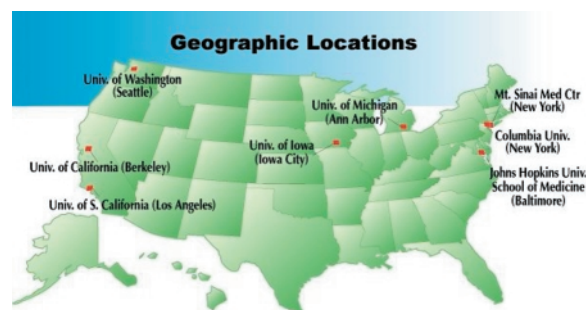 Geographic Locations
Univ. of Washington
(Seattle)
Mt. Sinai Med Ctr
(New York)
Univ. of Michigan
(Ann Arbor)
Columbia Univ.
(New York)
Univ. of Iowa
(Iowa City)
Univ. of California (Berkeley)
Johns Hopkins Univ.
School of Medicine
(Baltimore)
Univ. of S. California (Los Angeles)